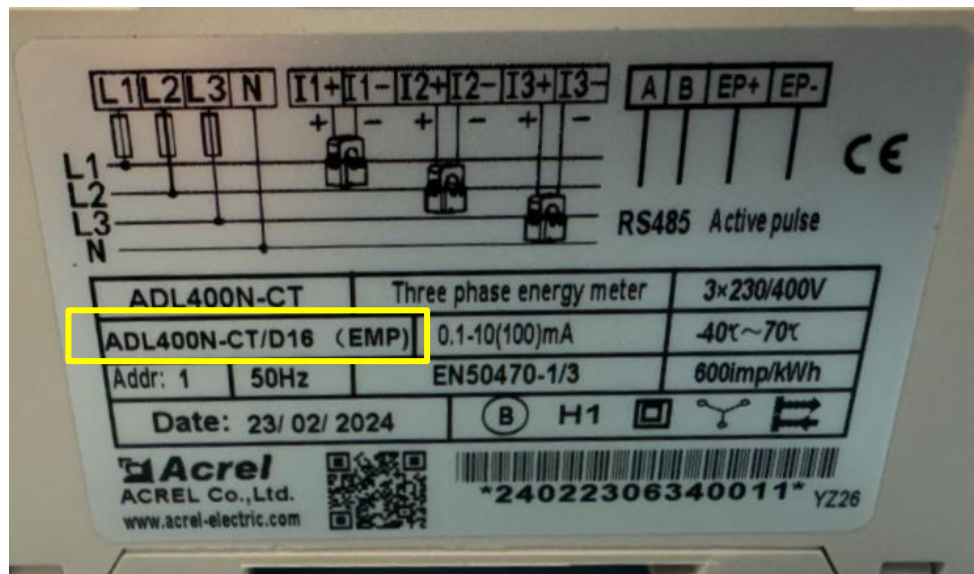 L1 L2 L3 N I1+ I1- I2+ I2- I3+ I3- A B EP+ EP-
+ - + - + -
L1
L2
L3
N
RS485 Active pulse
CE
ADL400N-CT Three phase energy meter 3×230/400V
ADL400N-CT/D16 (EMP) 0.1-10(100)mA -40℃~70℃
Addr: 1 50Hz EN50470-1/3 600imp/kWh
Date: 23/ 02/ 2024 B H1
Acrel
ACREL Co.,Ltd.
www.acrel-electric.com
*24022306340011* YZ26